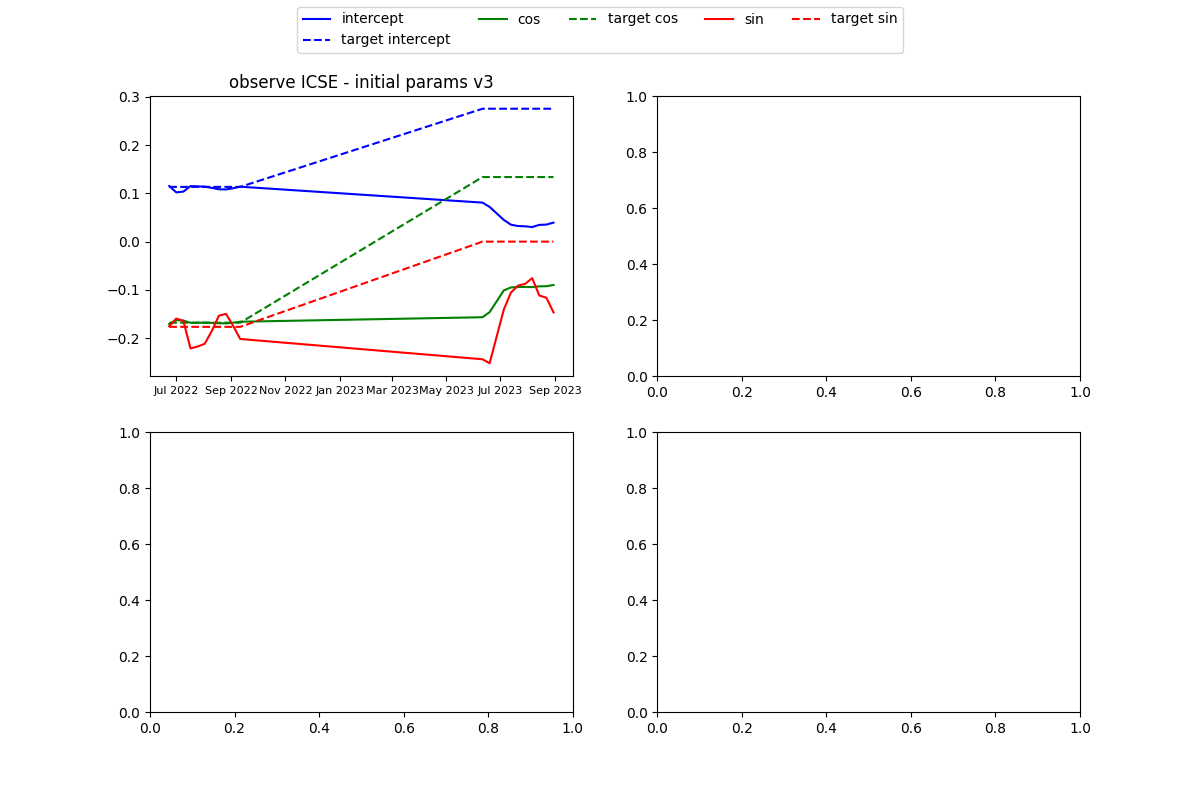 intercept
target intercept
cos
target cos
sin
target sin
observe ICSE - initial params v3
0.3
0.2
0.1
0.0
−0.1
−0.2
Jul 2022 Sep 2022 Nov 2022 Jan 2023 Mar 2023 May 2023 Jul 2023 Sep 2023
1.0
0.8
0.6
0.4
0.2
0.0
0.0 0.2 0.4 0.6 0.8 1.0
1.0
0.8
0.6
0.4
0.2
0.0
0.0 0.2 0.4 0.6 0.8 1.0
1.0
0.8
0.6
0.4
0.2
0.0
0.0 0.2 0.4 0.6 0.8 1.0